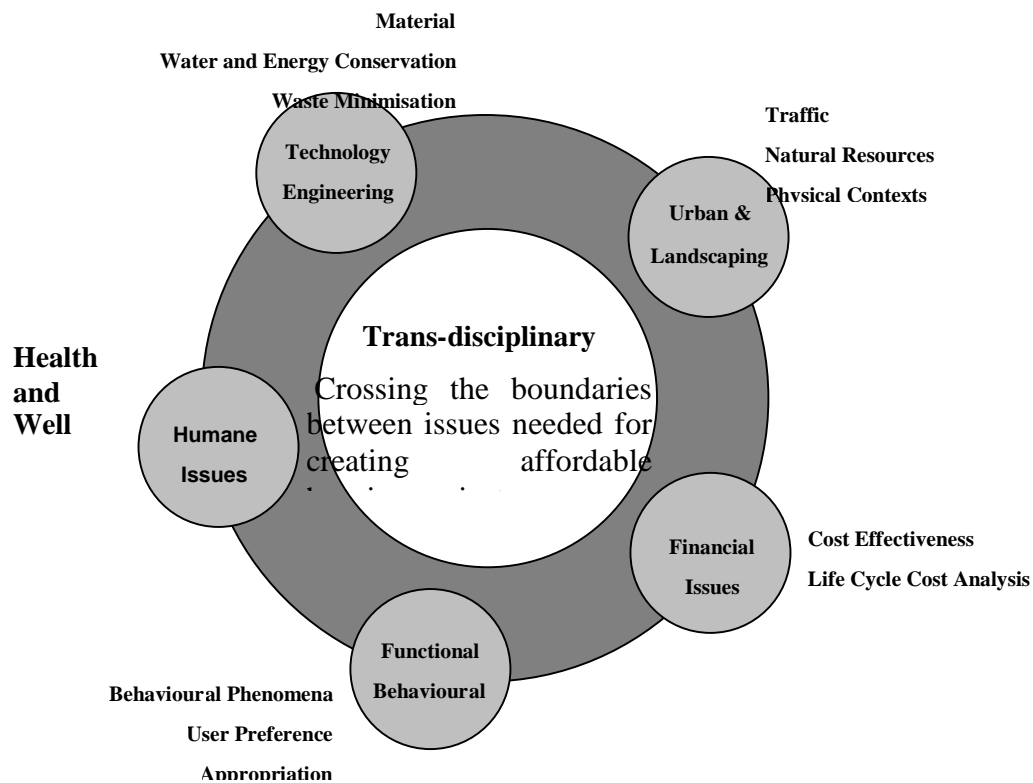 Material
Water and Energy Conservation
Waste Minimisation
Technology
Engineering
Traffic
Natural Resources
Physical Contexts
Urban &
Landscaping
Trans-disciplinary
Crossing the boundaries
between issues needed for
creating affordable
Health
and
Well
Humane
Issues
Financial
Issues
Cost Effectiveness
Life Cycle Cost Analysis
Functional
Behavioural
Behavioural Phenomena
User Preference
Appropriation